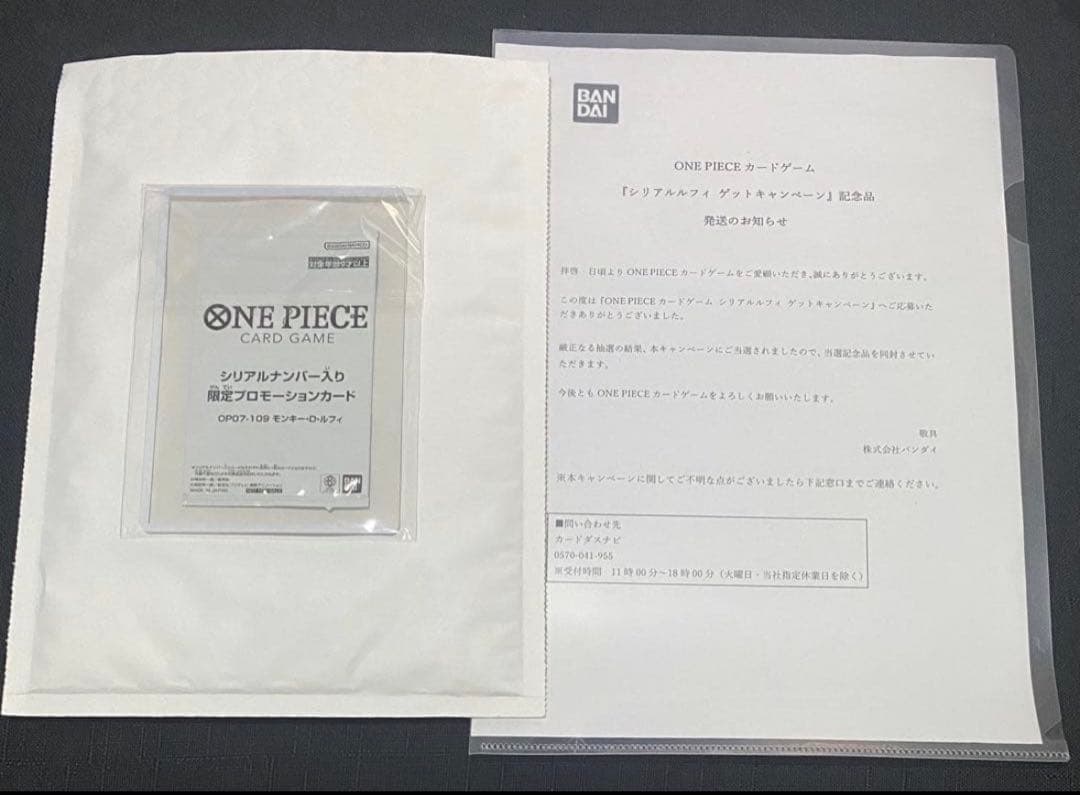 BANDAI NAMCO
対象年齢6才以上
ONE PIECE
CARD GAME
シリアルナンバー入り
限定プロモーションカード
OP07-109 モンキー・D・ルフィ
MADE IN JAPAN
BAN
DAI
BAN
DAI
ONE PIECE カードゲーム
『シリアルルフィ ゲットキャンペーン』記念品
発送のお知らせ
拝啓 日頃より ONE PIECE カードゲームをご愛顧いただき、誠にありがとうございます。
この度は『ONE PIECE カードゲーム シリアルルフィ ゲットキャンペーン』へご応募いた
だきありがとうございました。
厳正なる抽選の結果、本キャンペーンにご当選されましたので、当選記念品を同封させてい
ただきます。
今後とも ONE PIECE カードゲームをよろしくお願いいたします。
敬具
株式会社バンダイ
※本キャンペーンに関してご不明な点がございましたら下記窓口までご連絡ください。
■問い合わせ先
カードダスナビ
0570-041-955
※受付時間 11時00分～18時00分（火曜日・当社指定休業日を除く）